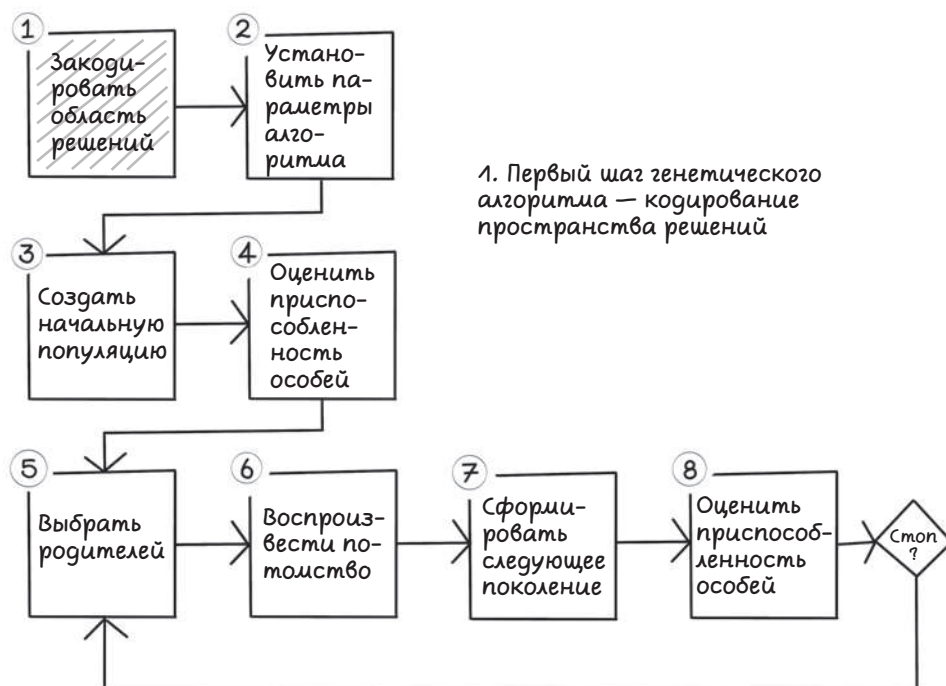 1
Закоди-
ровать
область
решений
2
Устано-
вить па-
раметры
алго-
ритма
1. Первый шаг генетического
алгоритма — кодирование
пространства решений
3
Создать
начальную
популяцию
4
Оценить
приспо-
соблен-
ность
особей
5
Выбрать
родителей
6
Воспроиз-
вести по-
томство
7
Сформи-
ровать
следующее
поколение
8
Оценить
приспособ-
ленность
особей
Стоп
?